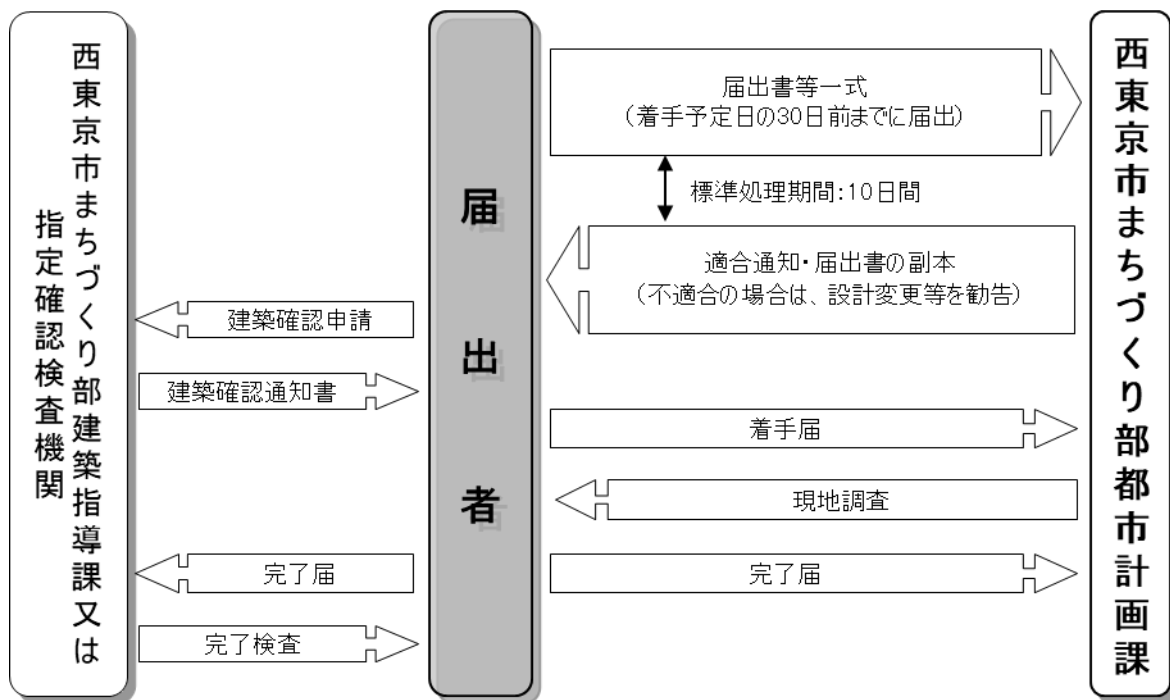 西東京市まちづくり部建築指導課又は
指定確認検査機関
届出者
西東京市まちづくり部都市計画課
届出書等一式
(着手予定日の30日前までに届出)
標準処理期間:10日間
適合通知・届出書の副本
(不適合の場合は、設計変更等を勧告)
建築確認申請
建築確認通知書
着手届
現地調査
完了届
完了届
完了検査